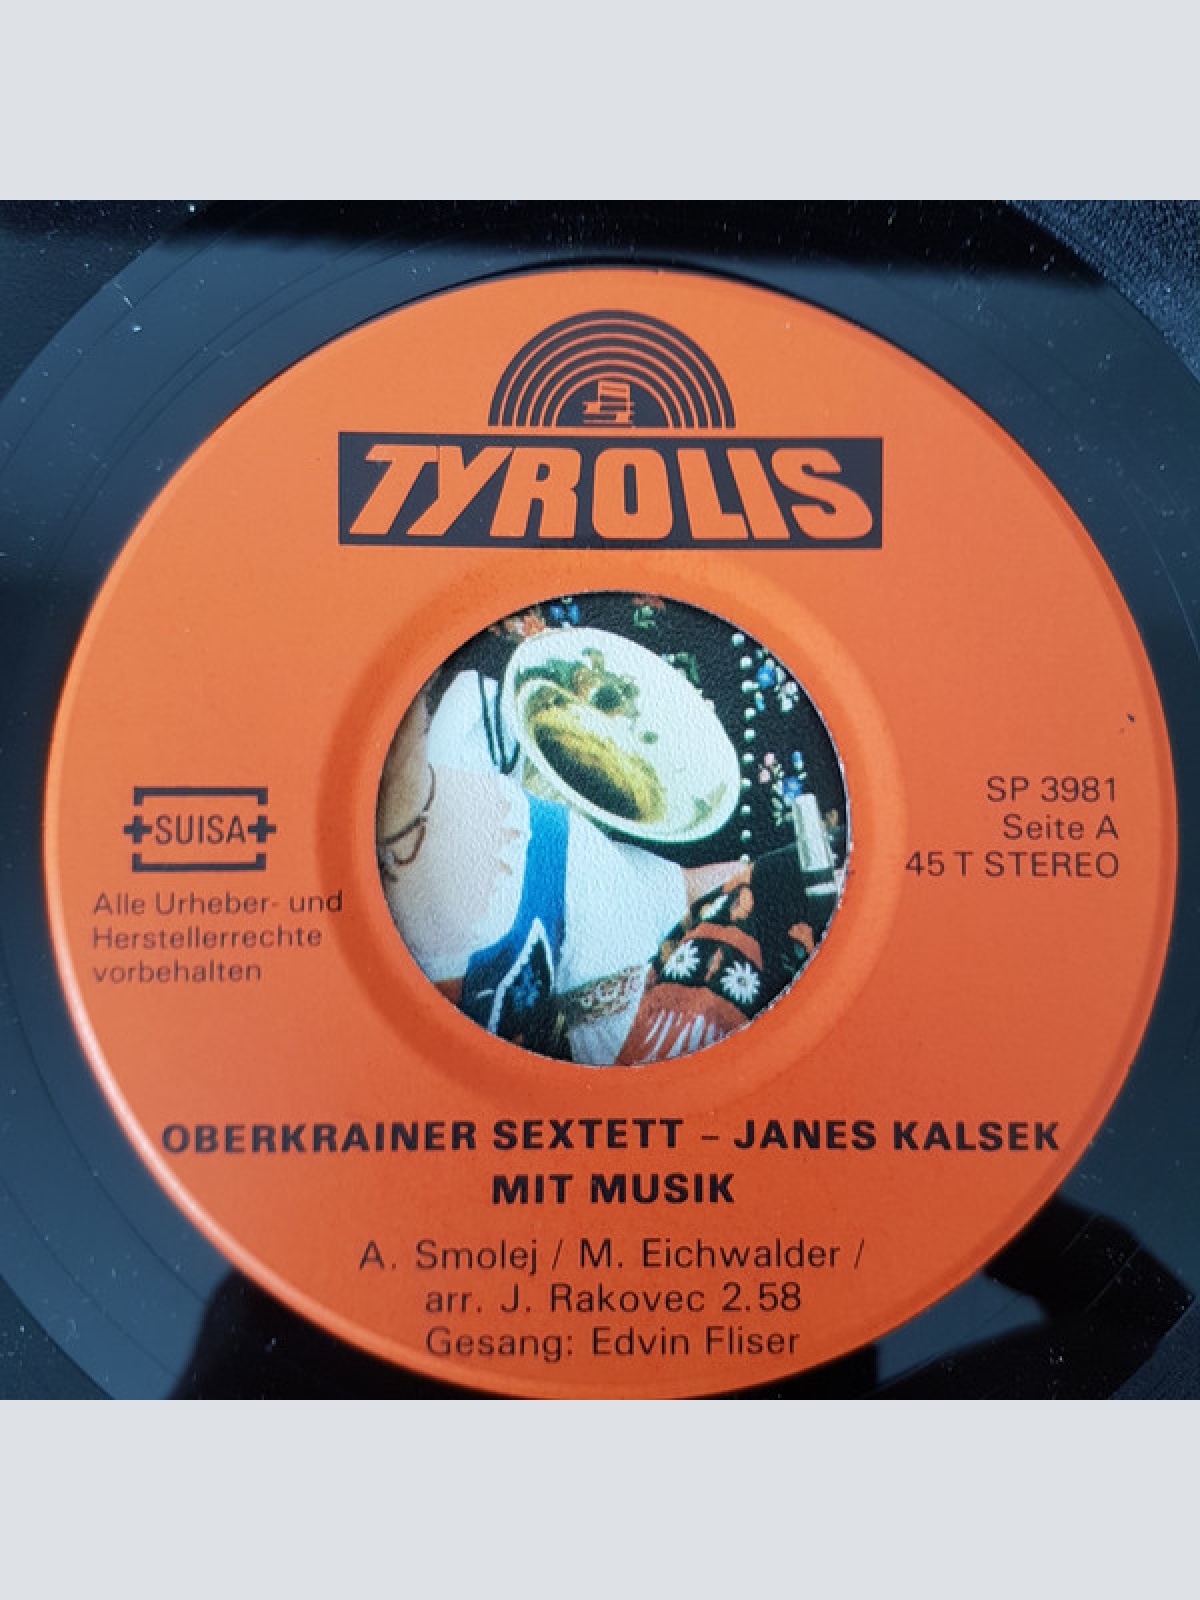 TYROLIS
+SUISA+
Alle Urheber- und
Herstellerrechte
vorbehalten
SP 3981
Seite A
45 T STEREO
OBERKRAINER SEXTETT – JANES KALSEK
MIT MUSIK
A. Smolej / M. Eichwalder /
arr. J. Rakovec 2.58
Gesang: Edvin Fliser